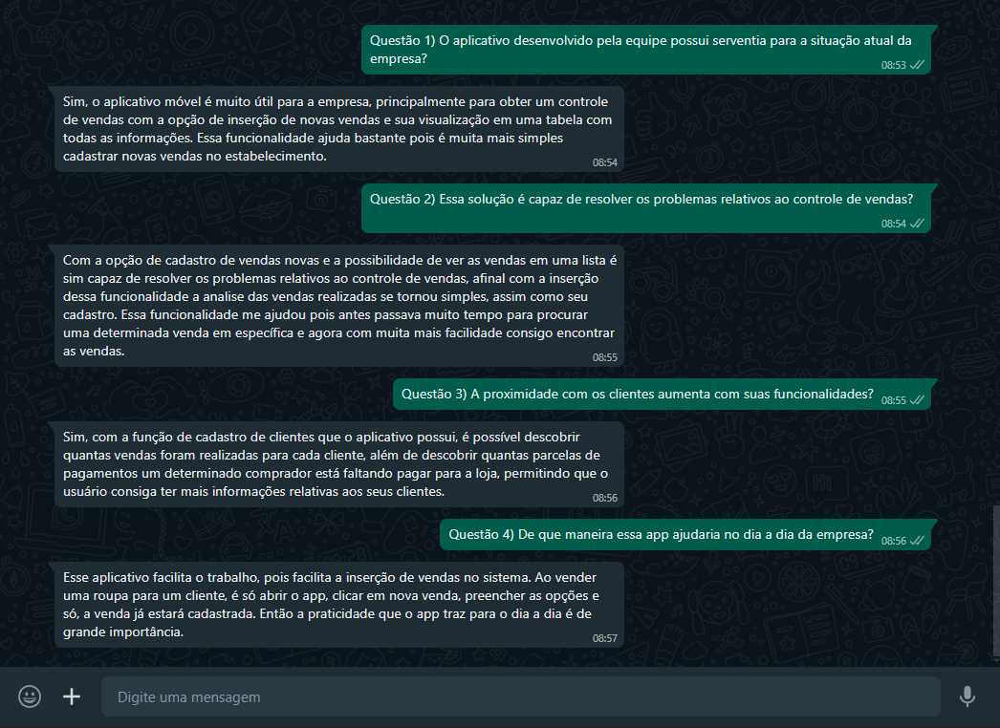 Questão 1) O aplicativo desenvolvido pela equipe possui serventia para a situação atual da
empresa?
08:53
Sim, o aplicativo móvel é muito útil para a empresa, principalmente para obter um controle
de vendas com a opção de inserção de novas vendas e sua visualização em uma tabela com
todas as informações. Essa funcionalidade ajuda bastante pois é muita mais simples
cadastrar novas vendas no estabelecimento.
08:54
Questão 2) Essa solução é capaz de resolver os problemas relativos ao controle de vendas?
08:54
Com a opção de cadastro de vendas novas e a possibilidade de ver as vendas em uma lista é
sim capaz de resolver os problemas relativos ao controle de vendas, afinal com a inserção
dessa funcionalidade a analise das vendas realizadas se tornou simples, assim como seu
cadastro. Essa funcionalidade me ajudou pois antes passava muito tempo para procurar
uma determinada venda em específica e agora com muita mais facilidade consigo encontrar
as vendas.
08:55
Questão 3) A proximidade com os clientes aumenta com suas funcionalidades? 08:55
Sim, com a função de cadastro de clientes que o aplicativo possui, é possível descobrir
quantas vendas foram realizadas para cada cliente, além de descobrir quantas parcelas de
pagamentos um determinado comprador está faltando pagar para a loja, permitindo que o
usuário consiga ter mais informações relativas aos seus clientes.
08:56
Questão 4) De que maneira essa app ajudaria no dia a dia da empresa? 08:56
Esse aplicativo facilita o trabalho, pois facilita a inserção de vendas no sistema. Ao vender
uma roupa para um cliente, é só abrir o app, clicar em nova venda, preencher as opções e
só, a venda já estará cadastrada. Então a praticidade que o app traz para o dia a dia é de
grande importância.
08:57
Digite uma mensagem